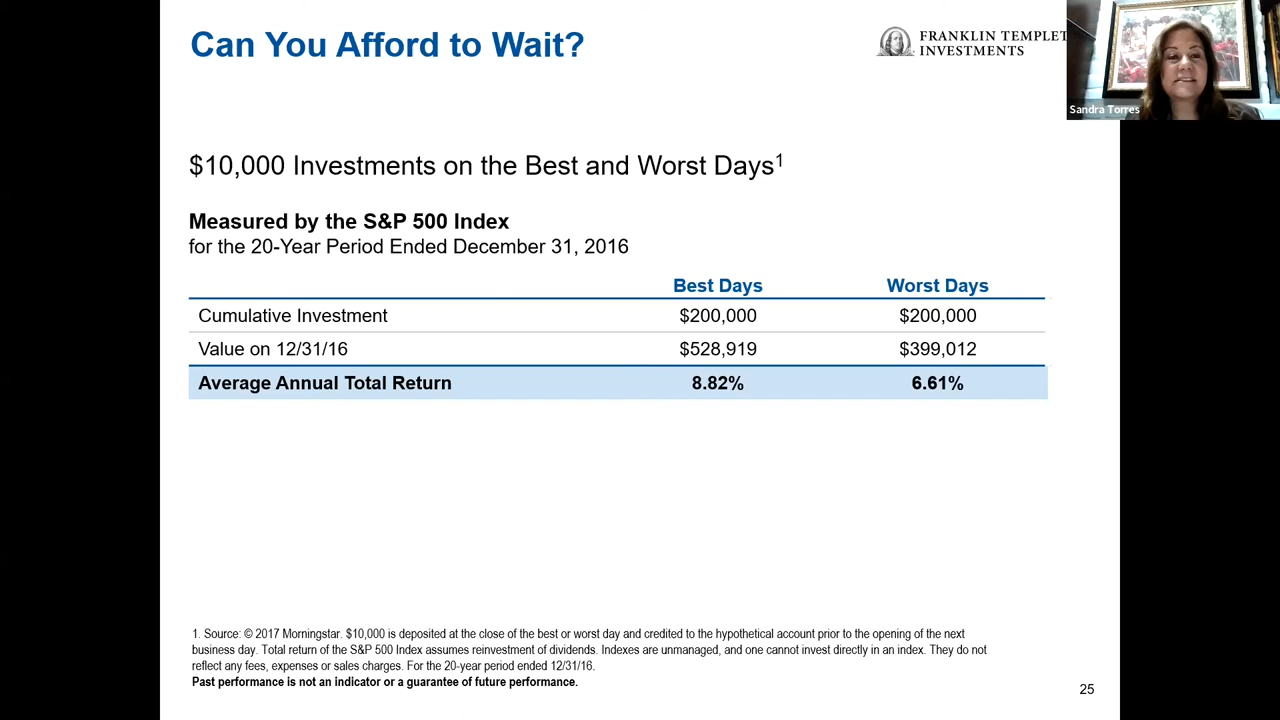 Can You Afford to Wait?
FRANKLIN TEMPLET
INVESTMENTS
Sandra Torres
$10,000 Investments on the Best and Worst Days1
Measured by the S&P 500 Index
for the 20-Year Period Ended December 31, 2016
Best Days Worst Days
Cumulative Investment $200,000 $200,000
Value on 12/31/16 $528,919 $399,012
Average Annual Total Return 8.82% 6.61%
1. Source: © 2017 Morningstar. $10,000 is deposited at the close of the best or worst day and credited to the hypothetical account prior to the opening of the next
business day. Total return of the S&P 500 Index assumes reinvestment of dividends. Indexes are unmanaged, and one cannot invest directly in an index. They do not
reflect any fees, expenses or sales charges. For the 20-year period ended 12/31/16.
Past performance is not an indicator or a guarantee of future performance.
25